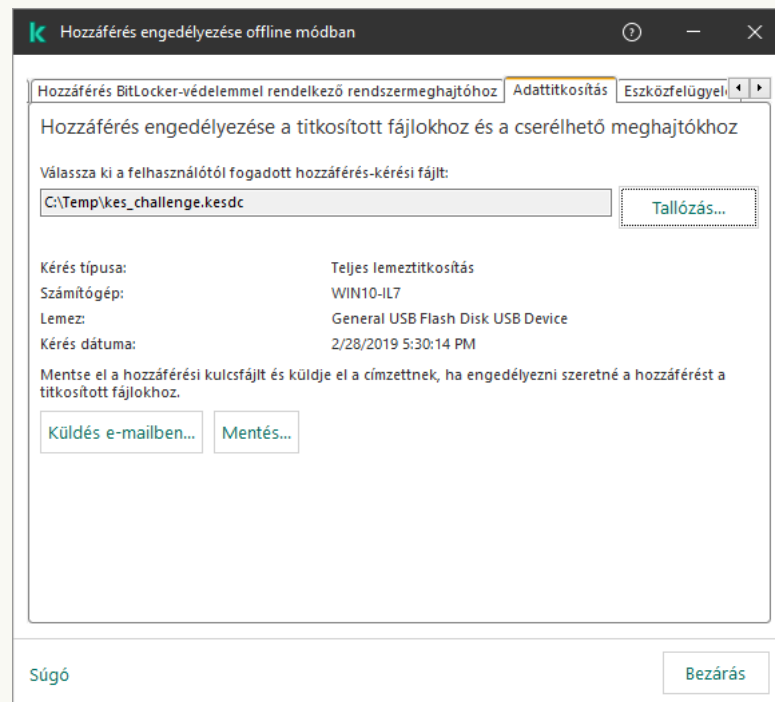 Hozzáférés engedélyezése offline módban
Hozzáférés BitLocker-védelemmel rendelkező rendszermeghajtóhoz
Adattitkosítás
Hozzáférés engedélyezése a titkosított fájlokhoz és a cserélhető meghajtókhoz
Válassza ki a felhasználótól fogadott hozzáférés-kérési fájlt:
C:\Temp\kes_challenge.kesdc
Tallózás...
Kérés típusa: Teljes lemeztitkosítás
Számítógép: WIN10-IL7
Lemez: General USB Flash Disk USB Device
Kérés dátuma: 2/28/2019 5:30:14 PM
Mentse el a hozzáférési kulcsfájlt és küldje el a címzettnek, ha engedélyezni szeretné a hozzáférést a
titkosított fájlokhoz.
Küldés e-mailben... Mentés...
Súgó
Bezárás